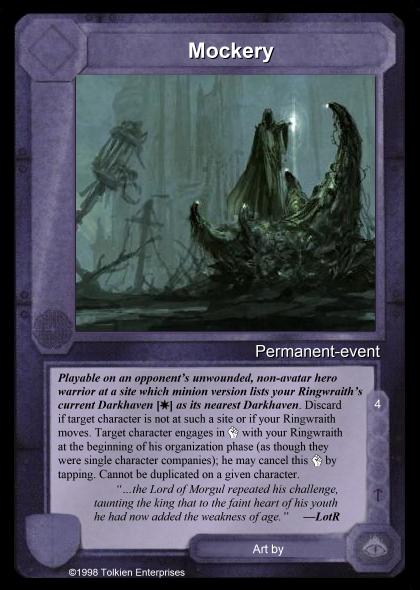 Mockery
Permanent-event
Playable on an opponent's unwounded, non-avatar hero
warrior at a site which minion version lists your Ringwraith's
current Darkhaven [✷] as its nearest Darkhaven. Discard
if target character is not at such a site or if your Ringwraith
moves. Target character engages in with your Ringwraith
at the beginning of his organization phase (as though they
were single character companies); he may cancel this by
tapping. Cannot be duplicated on a given character.
4
"…the Lord of Morgul repeated his challenge,
taunting the king that to the faint heart of his youth
he had now added the weakness of age." —LotR
Art by
©1998 Tolkien Enterprises